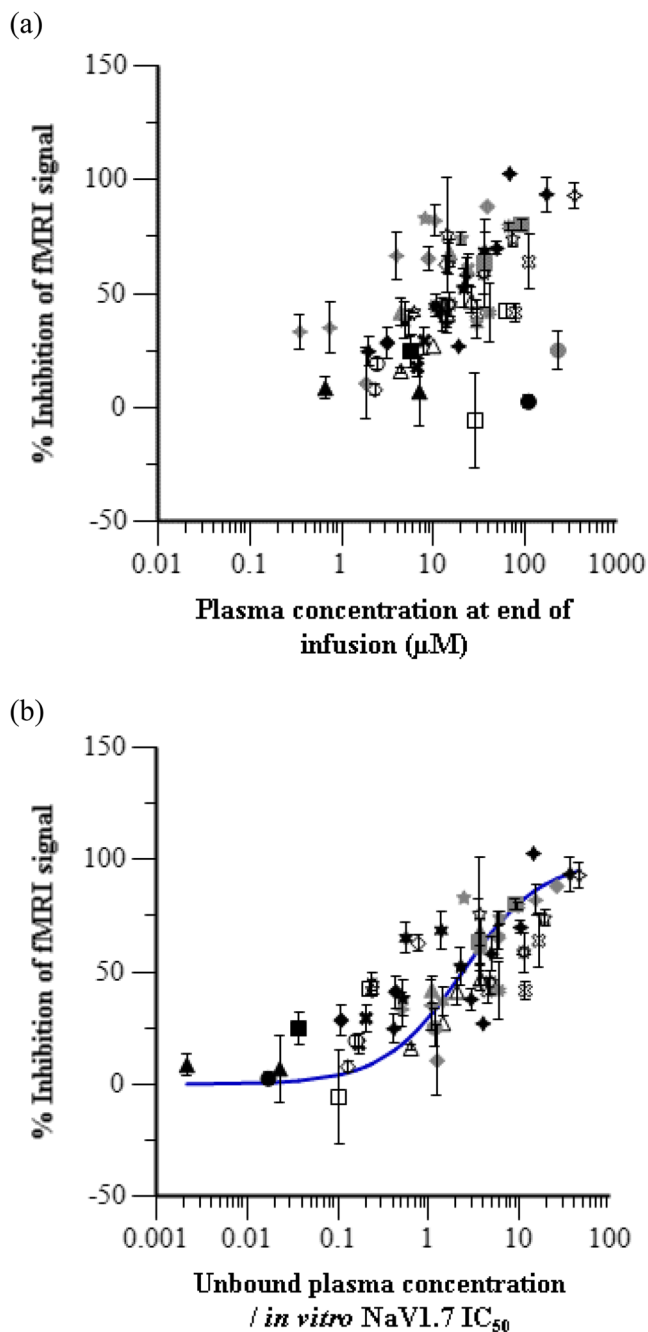 (a)
150
100
50
0
-50
% Inhibition of fMRI signal
0.01 0.1 1 10 100 1000
Plasma concentration at end of
infusion (µM)
(b)
150
100
50
0
-50
% Inhibition of fMRI signal
0.001 0.01 0.1 1 10 100
Unbound plasma concentration
/ in vitro NaV1.7 IC50